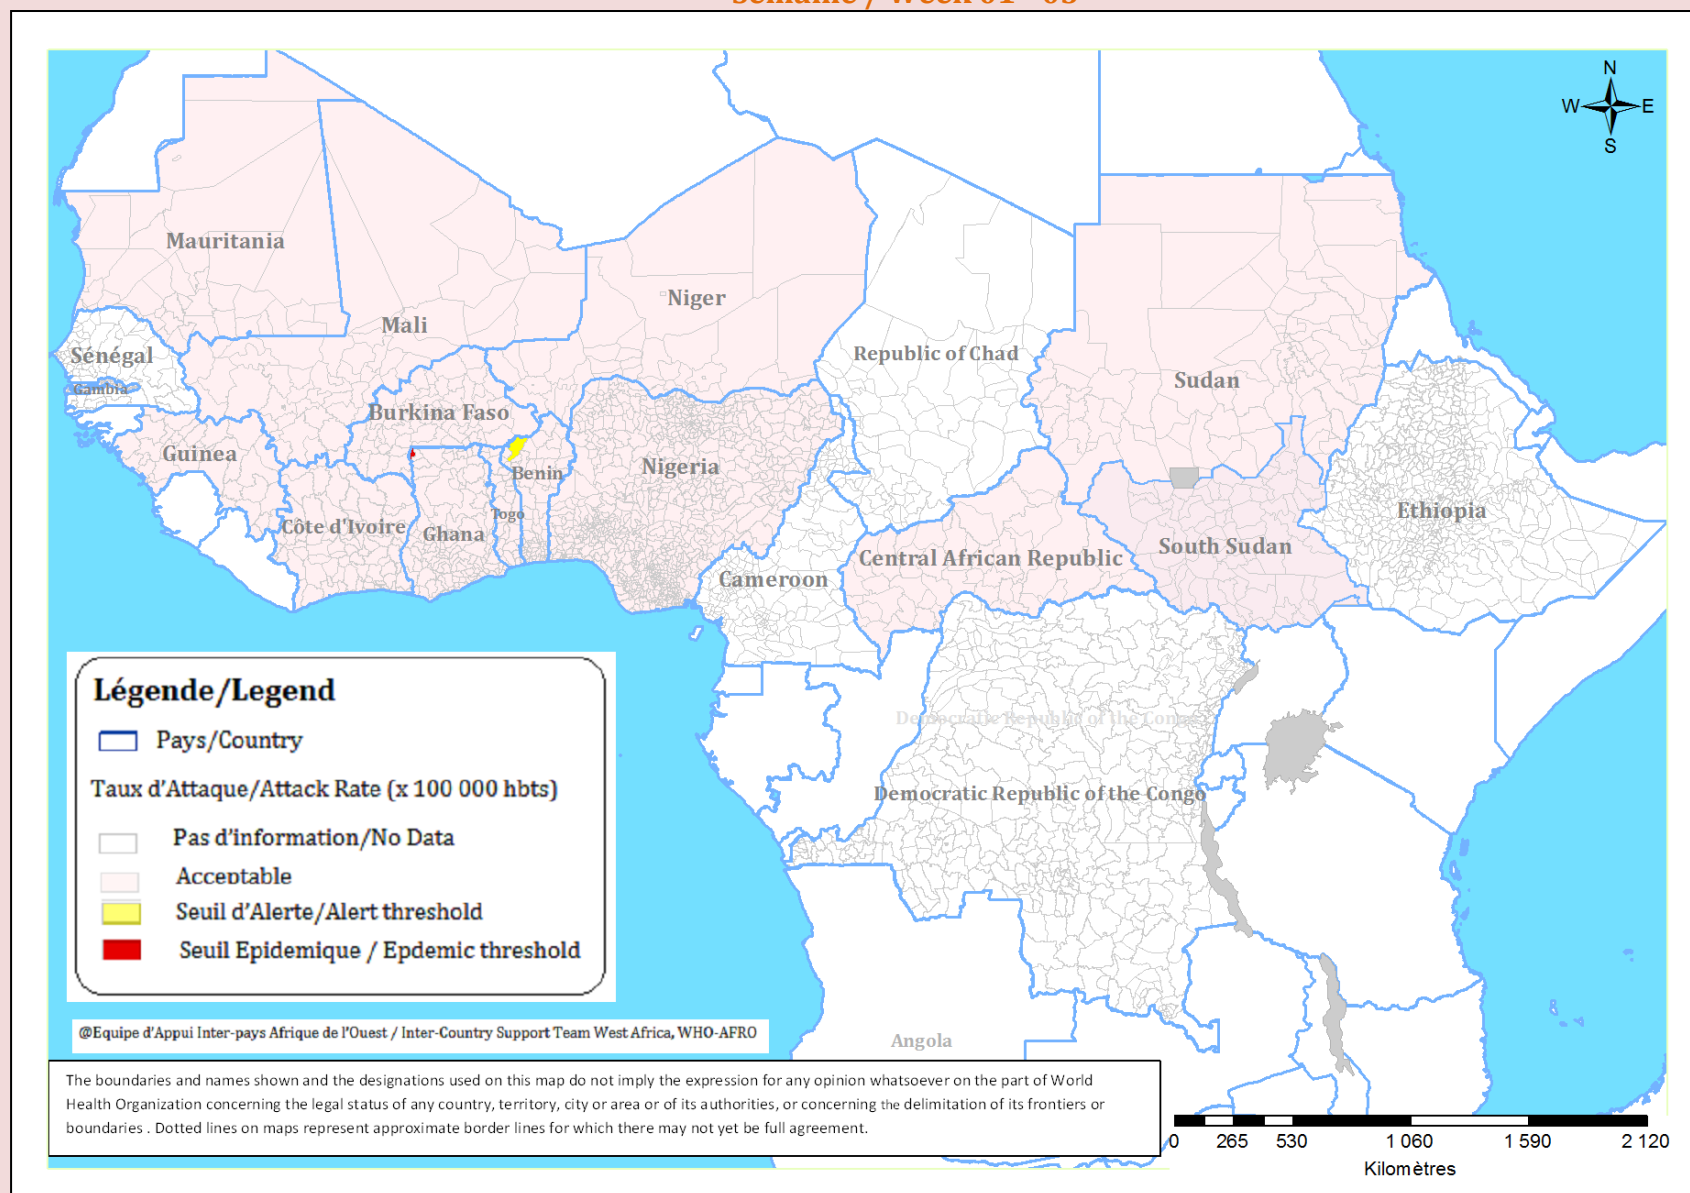 N
W E
S
Mauritania
Niger
Mali
Sénégal
Republic of Chad
Gambia
Sudan
Burkina Faso
Guinea
Nigeria
Benin
Ethiopia
Togo
Côte d'Ivoire
Ghana
South Sudan
Central African Republic
Cameroon
Democratic Republic of the Congo
Democratic Republic of the Congo
Angola
Légende/Legend
Pays/Country
Taux d'Attaque/Attack Rate (x 100 000 hbts)
Pas d'information/No Data
Acceptable
Seuil d'Alerte/Alert threshold
Seuil Epidemique / Epdemic threshold
@Equipe d'Appui Inter-pays Afrique de l'Ouest / Inter-Country Support Team West Africa, WHO-AFRO
The boundaries and names shown and the designations used on this map do not imply the expression for any opinion whatsoever on the part of World
Health Organization concerning the legal status of any country, territory, city or area or of its authorities, or concerning the delimitation of its frontiers or
boundaries . Dotted lines on maps represent approximate border lines for which there may not yet be full agreement.
0 265 530 1 060 1 590 2 120
Kilomètres